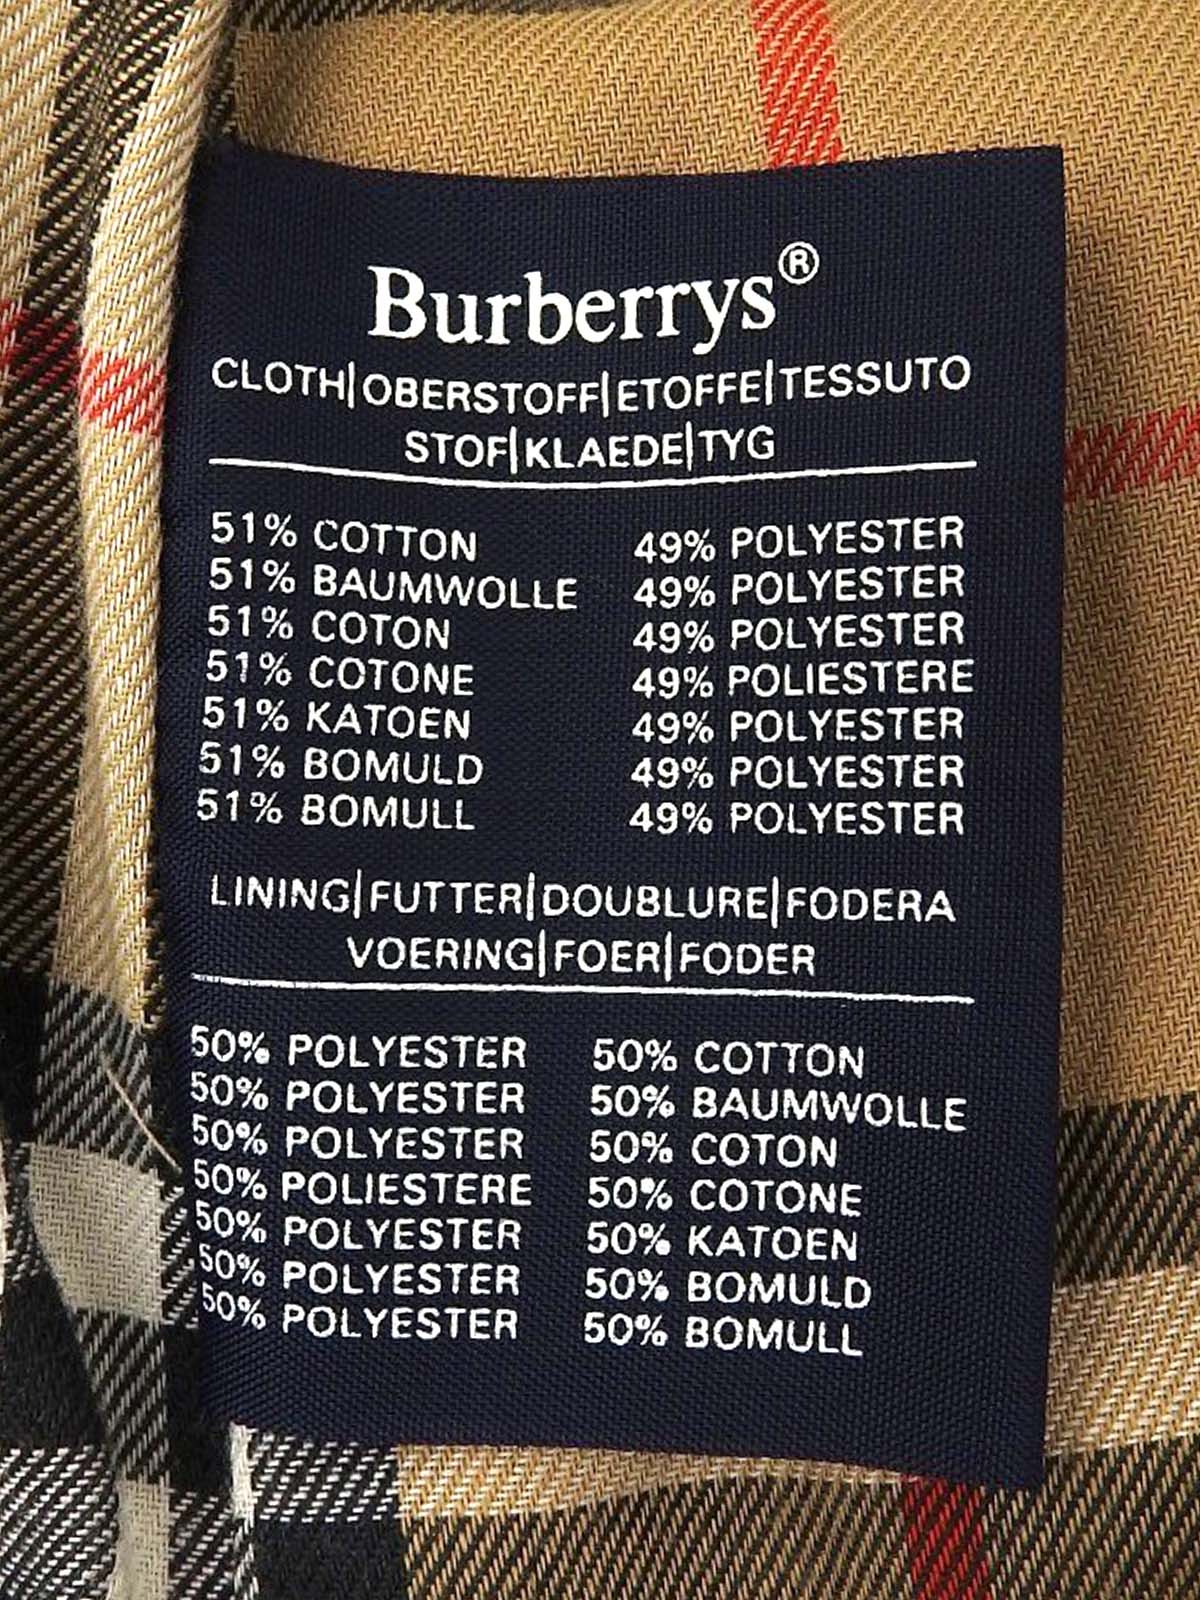 Burberrys®
CLOTH|OBERSTOFF|ETOFFE|TESSUTO
STOF|KLAEDE|TYG
51% COTTON 49% POLYESTER
51% BAUMWOLLE 49% POLYESTER
51% COTON 49% POLYESTER
51% COTONE 49% POLIESTERE
51% KATOEN 49% POLYESTER
51% BOMULD 49% POLYESTER
51% BOMULL 49% POLYESTER
LINING|FUTTER|DOUBLURE|FODERA
VOERING|FOER|FODER
50% POLYESTER 50% COTTON
50% POLYESTER 50% BAUMWOLLE
50% POLYESTER 50% COTON
50% POLIESTERE 50% COTONE
50% POLYESTER 50% KATOEN
50% POLYESTER 50% BOMULD
50% POLYESTER 50% BOMULL